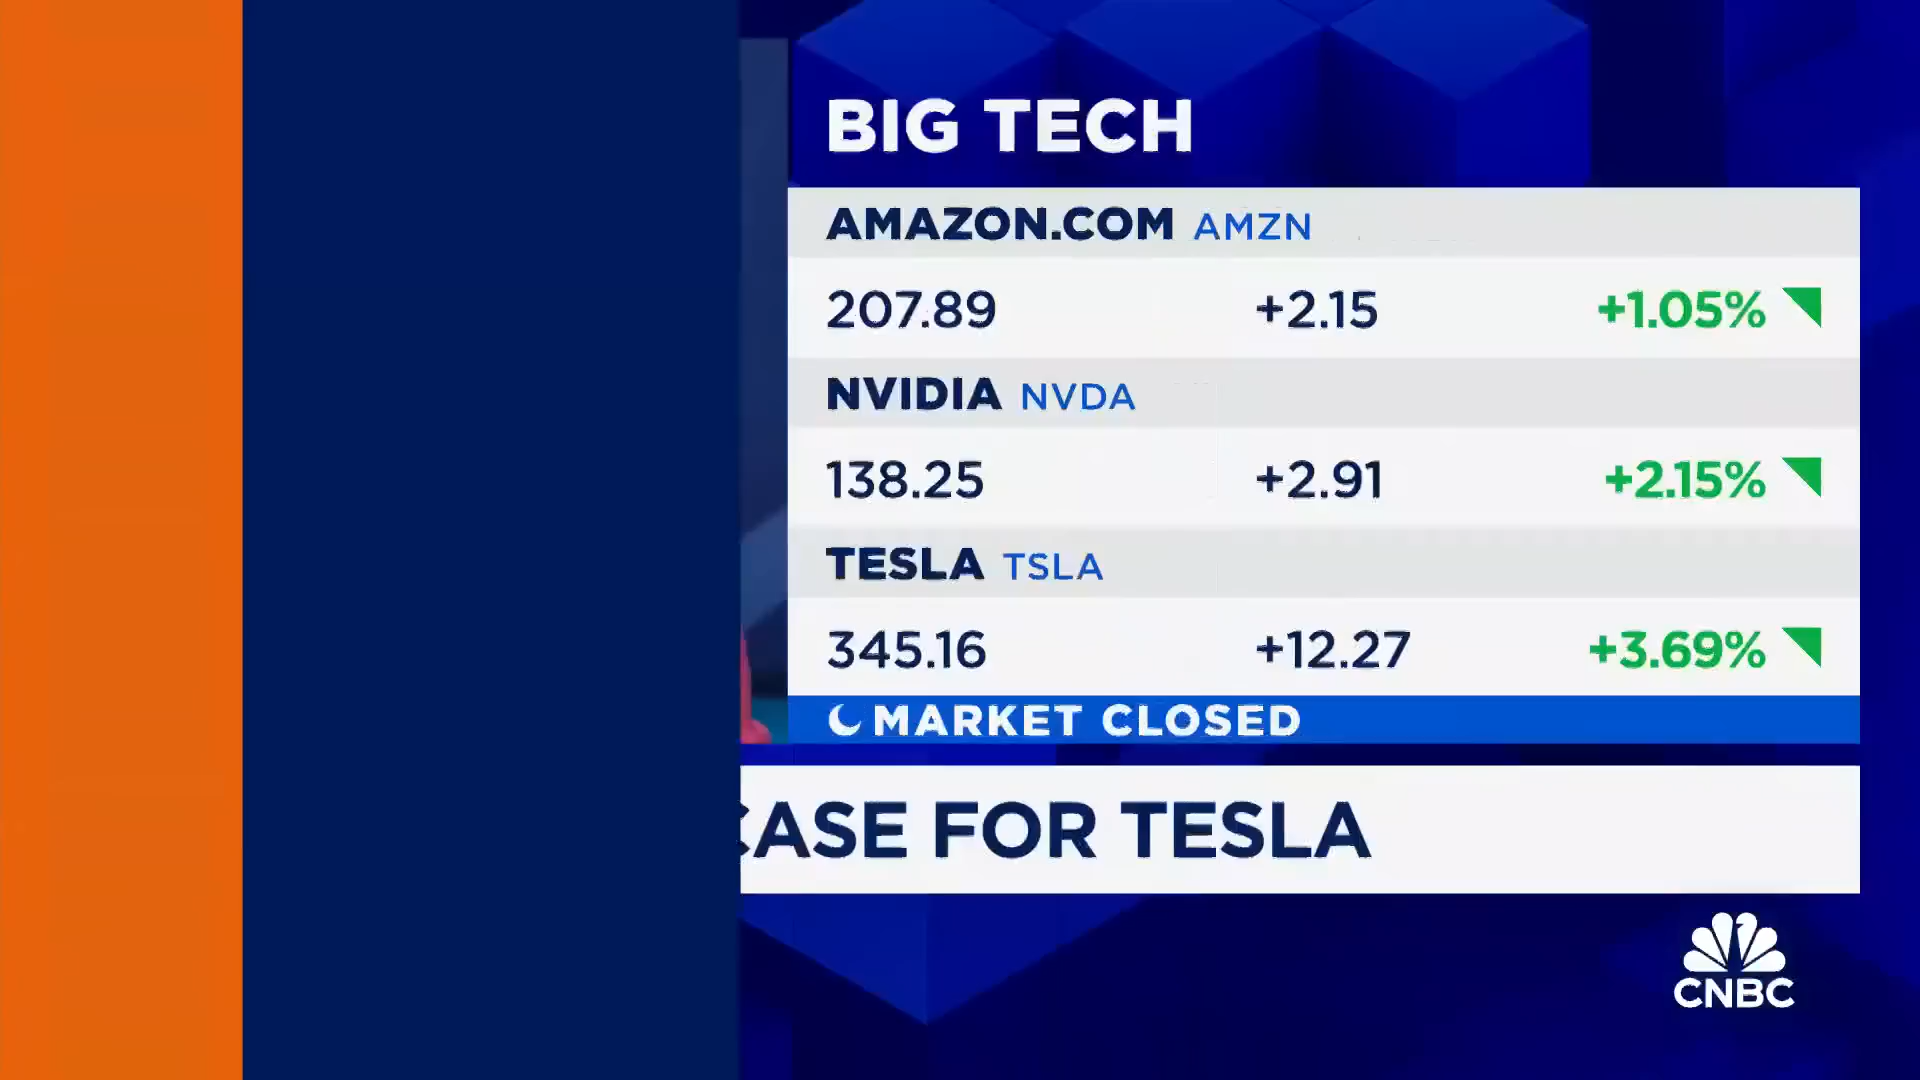 BIG TECH
AMAZON.COM AMZN
207.89 +2.15 +1.05%
NVIDIA NVDA
138.25 +2.91 +2.15%
TESLA TSLA
345.16 +12.27 +3.69%
MARKET CLOSED
CASE FOR TESLA
CNBC